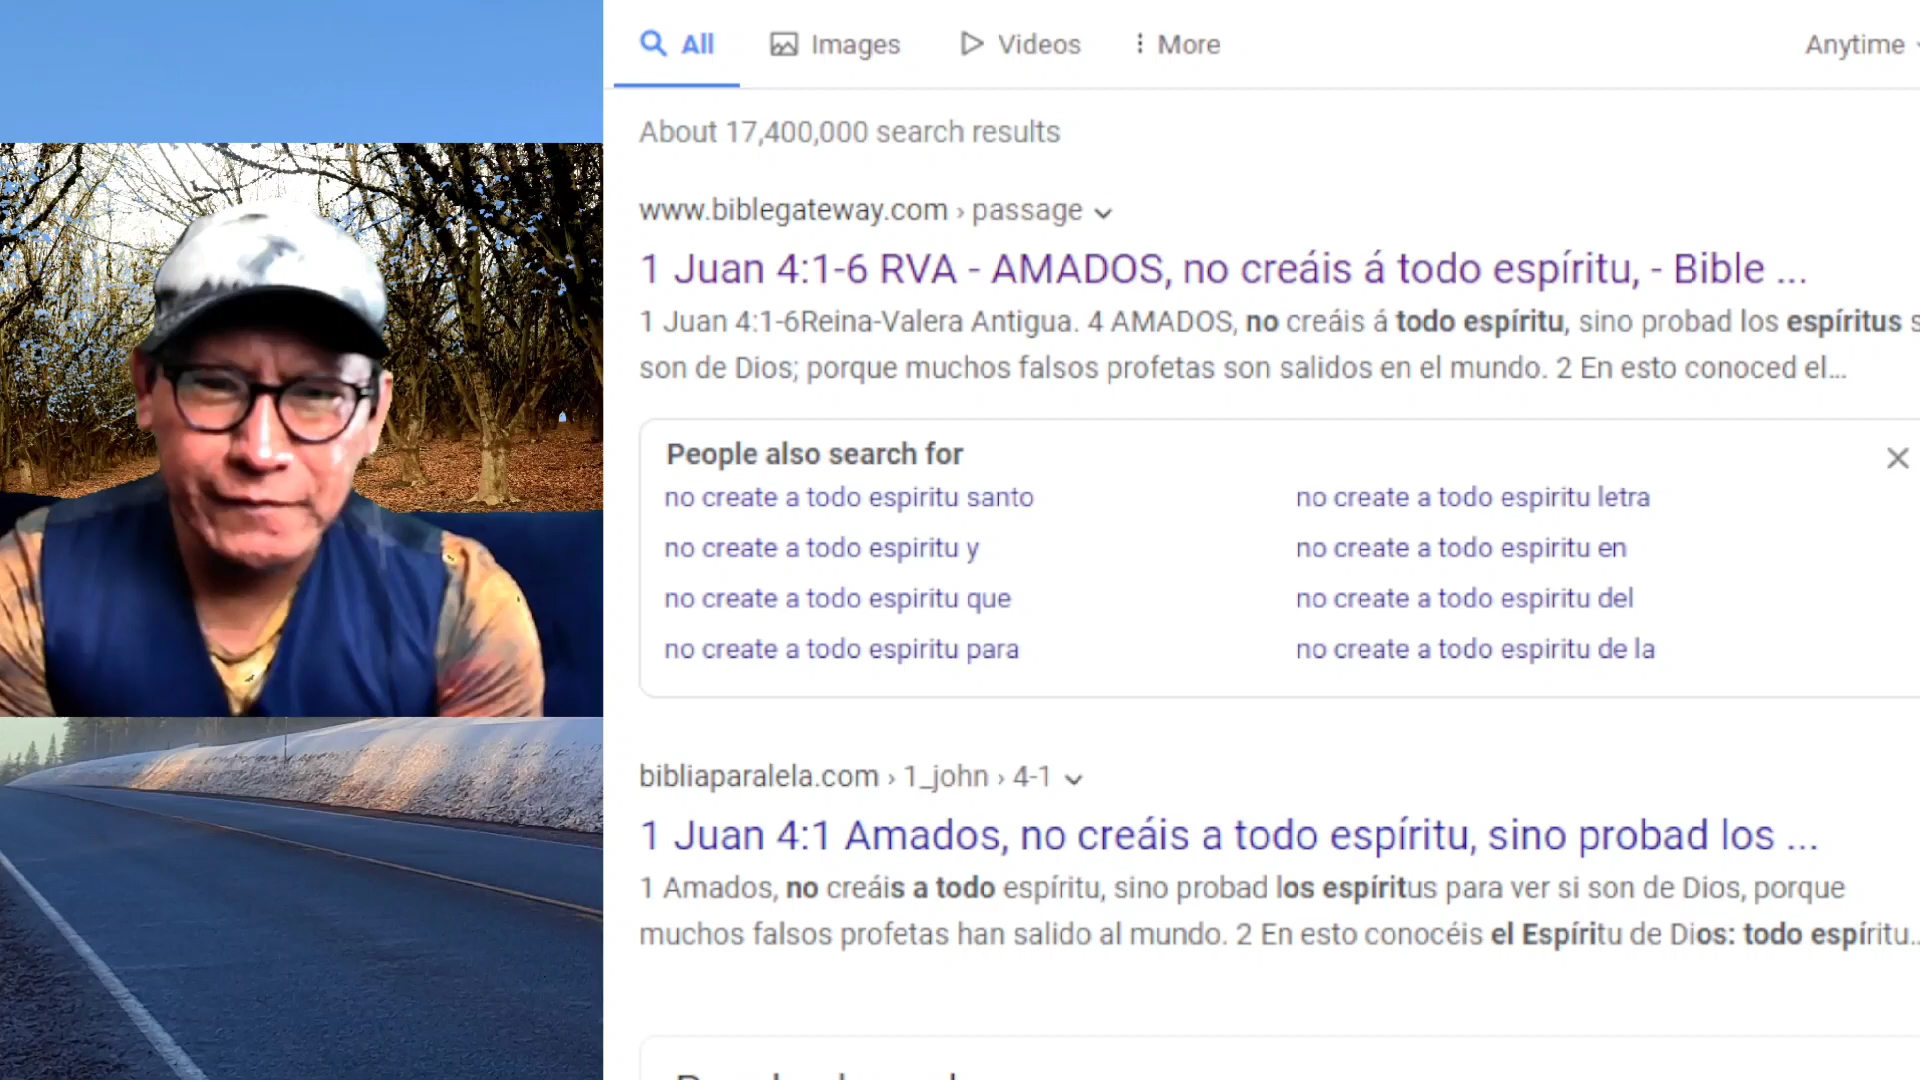 All Images Videos More Anytime
About 17,400,000 search results
www.biblegateway.com › passage
1 Juan 4:1-6 RVA - AMADOS, no creáis á todo espíritu, - Bible ...
1 Juan 4:1-6Reina-Valera Antigua. 4 AMADOS, no creáis á todo espíritu, sino probad los espíritus s
son de Dios; porque muchos falsos profetas son salidos en el mundo. 2 En esto conoced el...
People also search for
no create a todo espiritu santo no create a todo espiritu letra
no create a todo espiritu y no create a todo espiritu en
no create a todo espiritu que no create a todo espiritu del
no create a todo espiritu para no create a todo espiritu de la
bibliaparalela.com › 1_john › 4-1
1 Juan 4:1 Amados, no creáis a todo espíritu, sino probad los ...
1 Amados, no creáis a todo espíritu, sino probad los espíritus para ver si son de Dios, porque
muchos falsos profetas han salido al mundo. 2 En esto conocéis el Espíritu de Dios: todo espíritu..